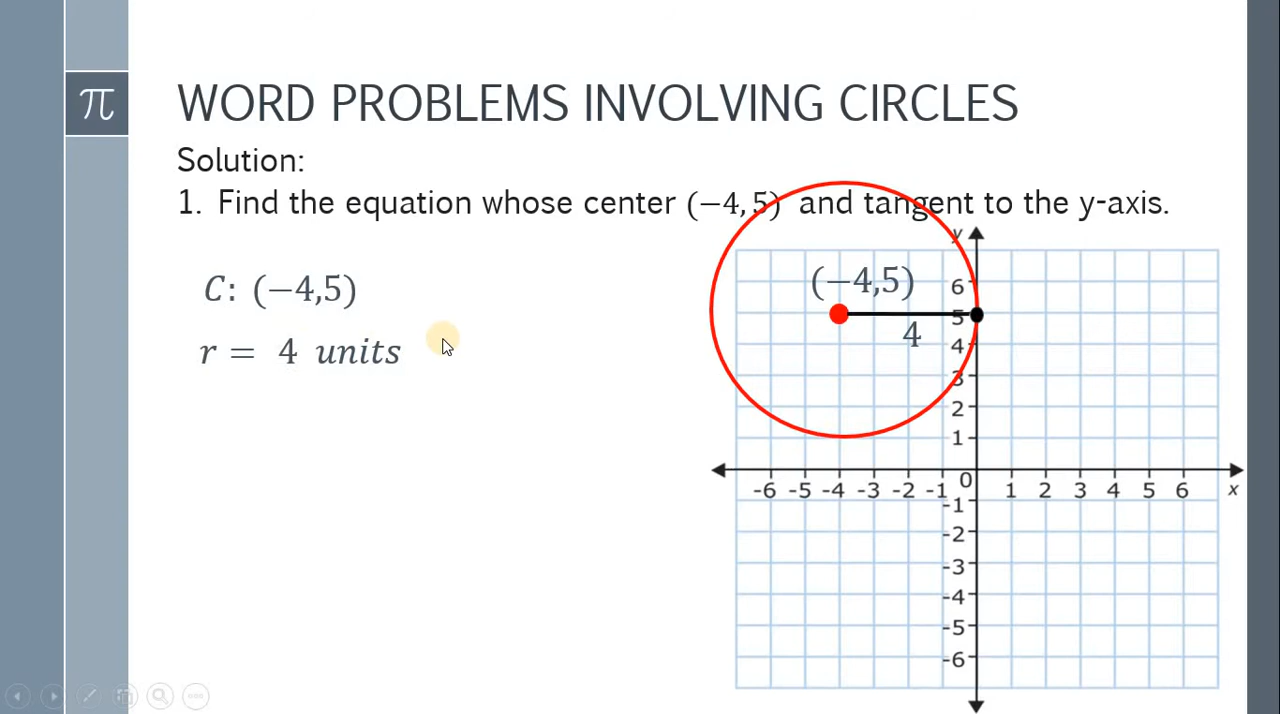 π
WORD PROBLEMS INVOLVING CIRCLES
Solution:
1. Find the equation whose center (−4, 5) and tangent to the y-axis.
C: (−4,5)
r = 4 units
y
(−4,5)
4
6
5
4
3
2
1
0
-6 -5 -4 -3 -2 -1 1 2 3 4 5 6 x
-1
-2
-3
-4
-5
-6